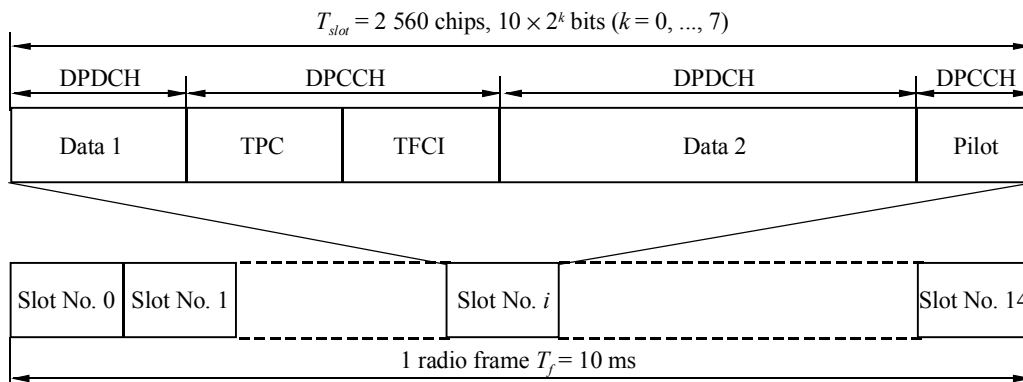 T_slot = 2 560 chips, 10 × 2^k bits (k = 0, ..., 7)
DPDCH DPCCH DPDCH DPCCH
Data 1 TPC TFCI Data 2 Pilot
Slot No. 0 Slot No. 1 Slot No. i Slot No. 14
1 radio frame T_f = 10 ms